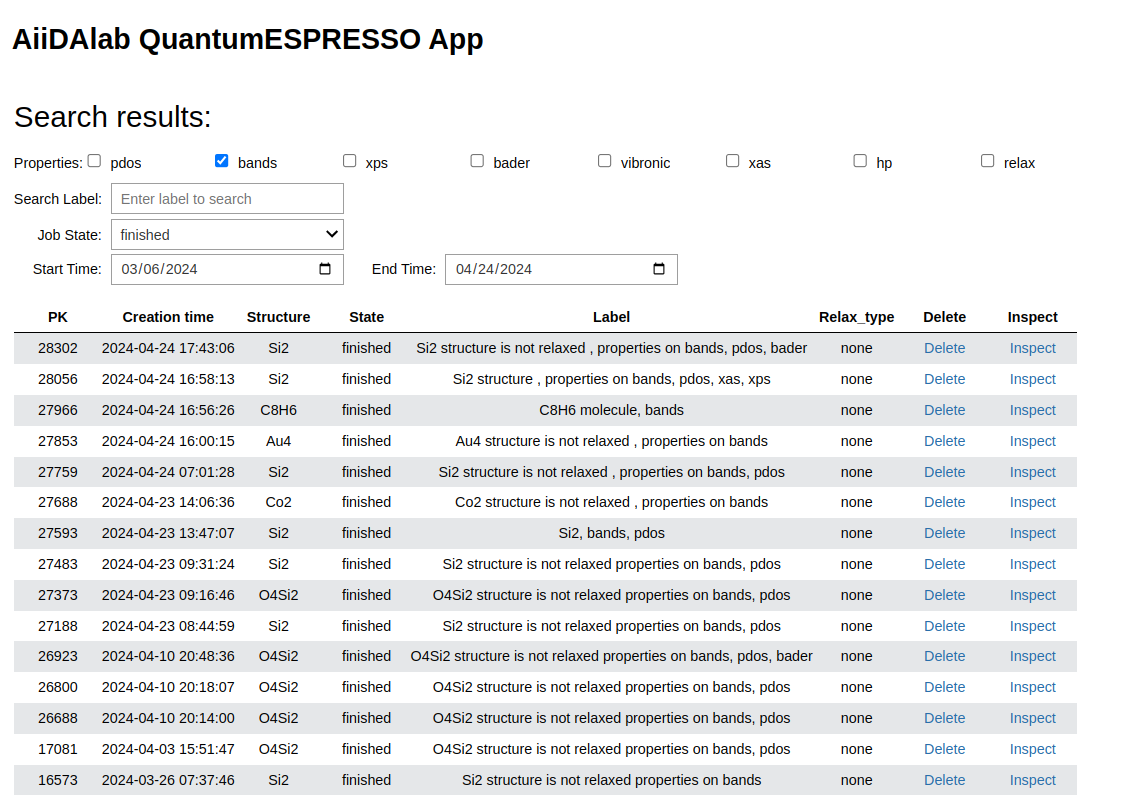 AiiDAlab QuantumESPRESSO App
Search results:
Properties: pdos bands xps bader vibronic xas hp relax
Search Label: Enter label to search
Job State: finished
Start Time: 03/06/2024 End Time: 04/24/2024
PK Creation time Structure State Label Relax_type Delete Inspect
28302 2024-04-24 17:43:06 Si2 finished Si2 structure is not relaxed , properties on bands, pdos, bader none Delete Inspect
28056 2024-04-24 16:58:13 Si2 finished Si2 structure , properties on bands, pdos, xas, xps none Delete Inspect
27966 2024-04-24 16:56:26 C8H6 finished C8H6 molecule, bands none Delete Inspect
27853 2024-04-24 16:00:15 Au4 finished Au4 structure is not relaxed , properties on bands none Delete Inspect
27759 2024-04-24 07:01:28 Si2 finished Si2 structure is not relaxed , properties on bands, pdos none Delete Inspect
27688 2024-04-23 14:06:36 Co2 finished Co2 structure is not relaxed , properties on bands none Delete Inspect
27593 2024-04-23 13:47:07 Si2 finished Si2, bands, pdos none Delete Inspect
27483 2024-04-23 09:31:24 Si2 finished Si2 structure is not relaxed properties on bands, pdos none Delete Inspect
27373 2024-04-23 09:16:46 O4Si2 finished O4Si2 structure is not relaxed properties on bands, pdos none Delete Inspect
27188 2024-04-23 08:44:59 Si2 finished Si2 structure is not relaxed properties on bands, pdos none Delete Inspect
26923 2024-04-10 20:48:36 O4Si2 finished O4Si2 structure is not relaxed properties on bands, pdos, bader none Delete Inspect
26800 2024-04-10 20:18:07 O4Si2 finished O4Si2 structure is not relaxed properties on bands, pdos none Delete Inspect
26688 2024-04-10 20:14:00 O4Si2 finished O4Si2 structure is not relaxed properties on bands, pdos none Delete Inspect
17081 2024-04-03 15:51:47 O4Si2 finished O4Si2 structure is not relaxed properties on bands, pdos none Delete Inspect
16573 2024-03-26 07:37:46 Si2 finished Si2 structure is not relaxed properties on bands none Delete Inspect